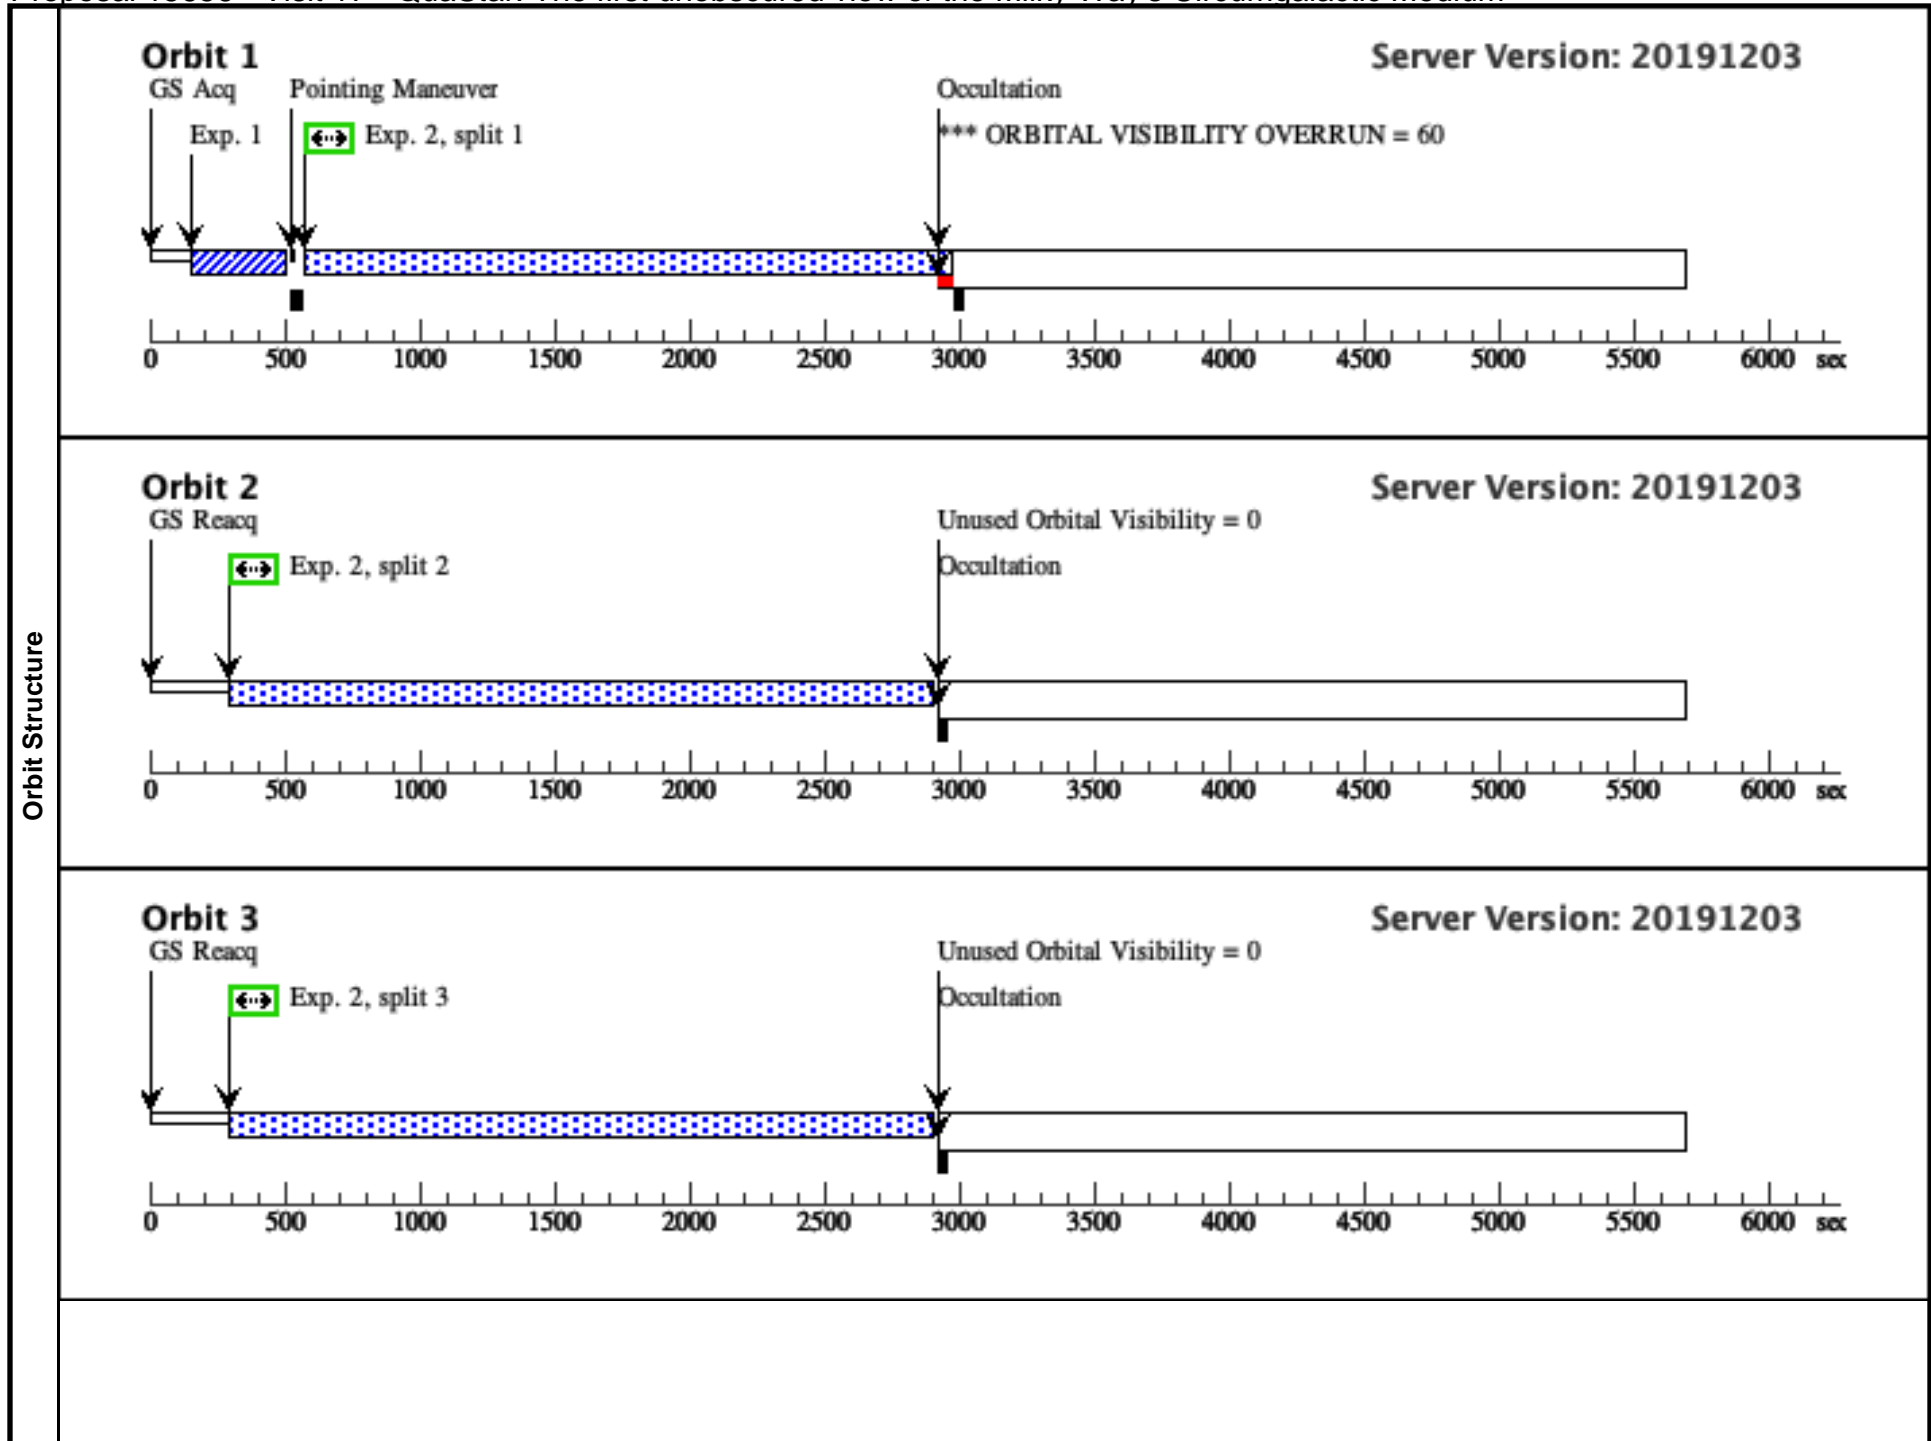 Orbit Structure
Orbit 1
Server Version: 20191203
GS Acq Pointing Maneuver Occultation
Exp. 1 Exp. 2, split 1 *** ORBITAL VISIBILITY OVERRUN = 60
0 500 1000 1500 2000 2500 3000 3500 4000 4500 5000 5500 6000 sec
Orbit 2
Server Version: 20191203
GS Reacq Unused Orbital Visibility = 0
Exp. 2, split 2 Occultation
0 500 1000 1500 2000 2500 3000 3500 4000 4500 5000 5500 6000 sec
Orbit 3
Server Version: 20191203
GS Reacq Unused Orbital Visibility = 0
Exp. 2, split 3 Occultation
0 500 1000 1500 2000 2500 3000 3500 4000 4500 5000 5500 6000 sec